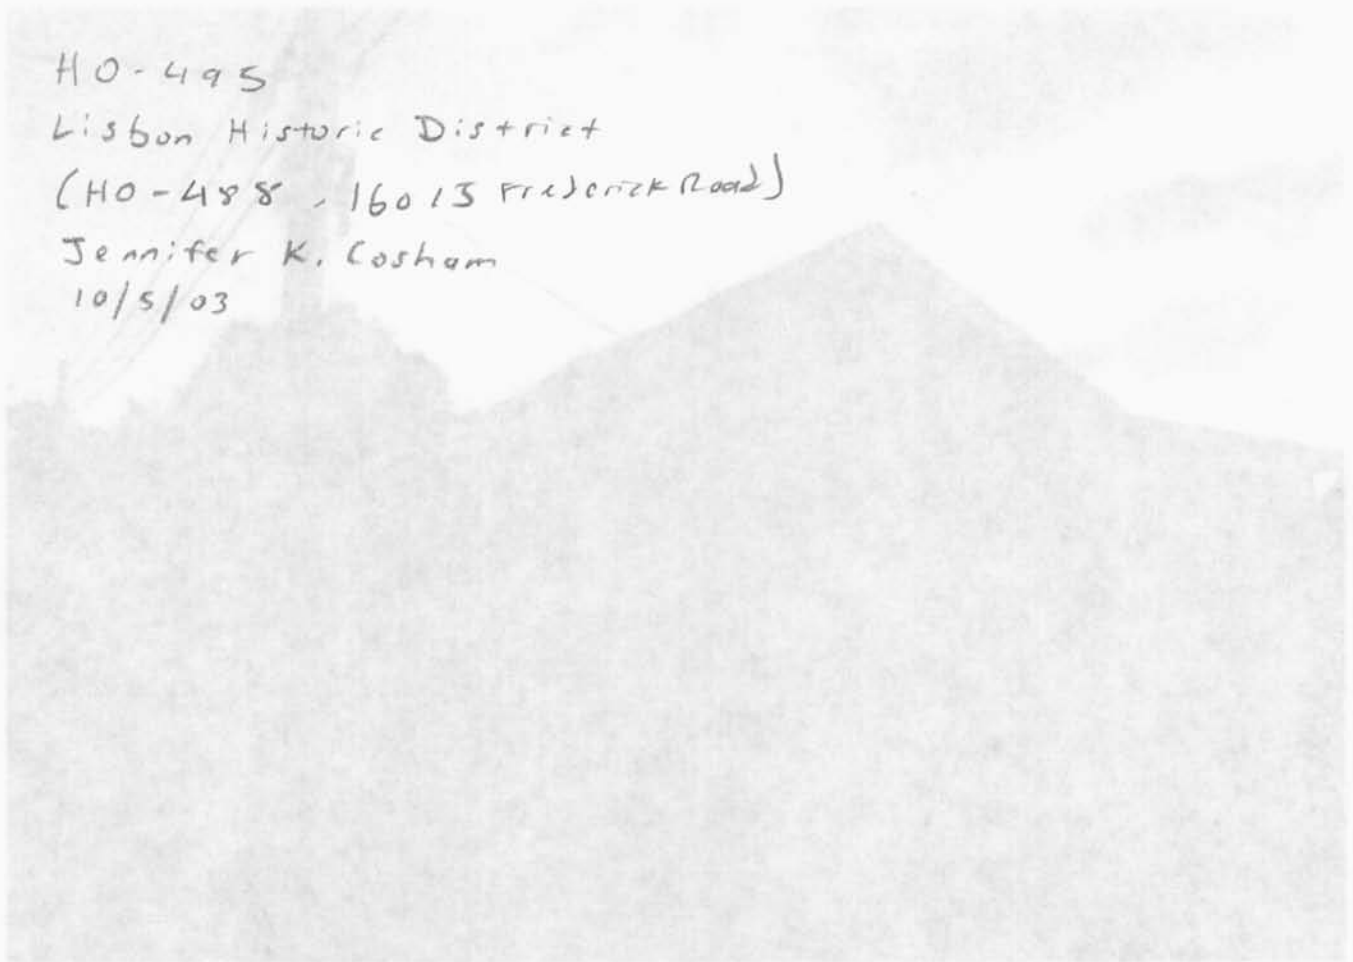 HO-495
Lisbon Historic District
(HO-488, 16013 Frederick Road)
Jennifer K. Cosham
10/5/03